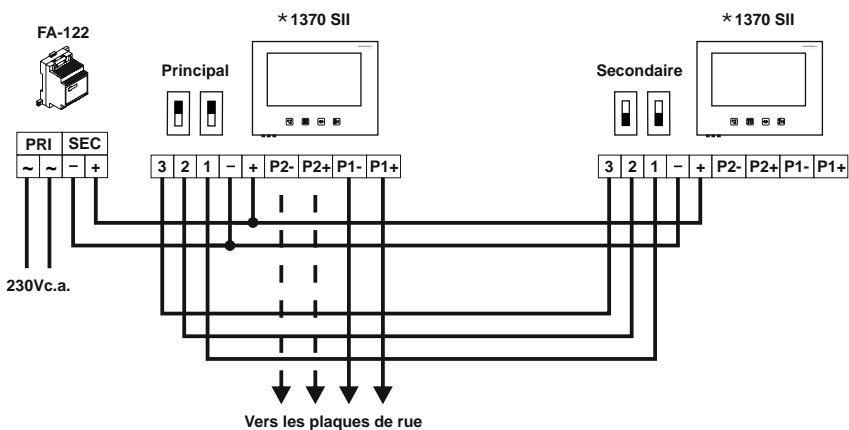 FA-122
*1370 SII
*1370 SII
Principal
Secondaire
PRI SEC
~ ~ – +
3 2 1 – + P2- P2+ P1- P1+
3 2 1 – + P2- P2+ P1- P1+
230Vc.a.
Vers les plaques de rue